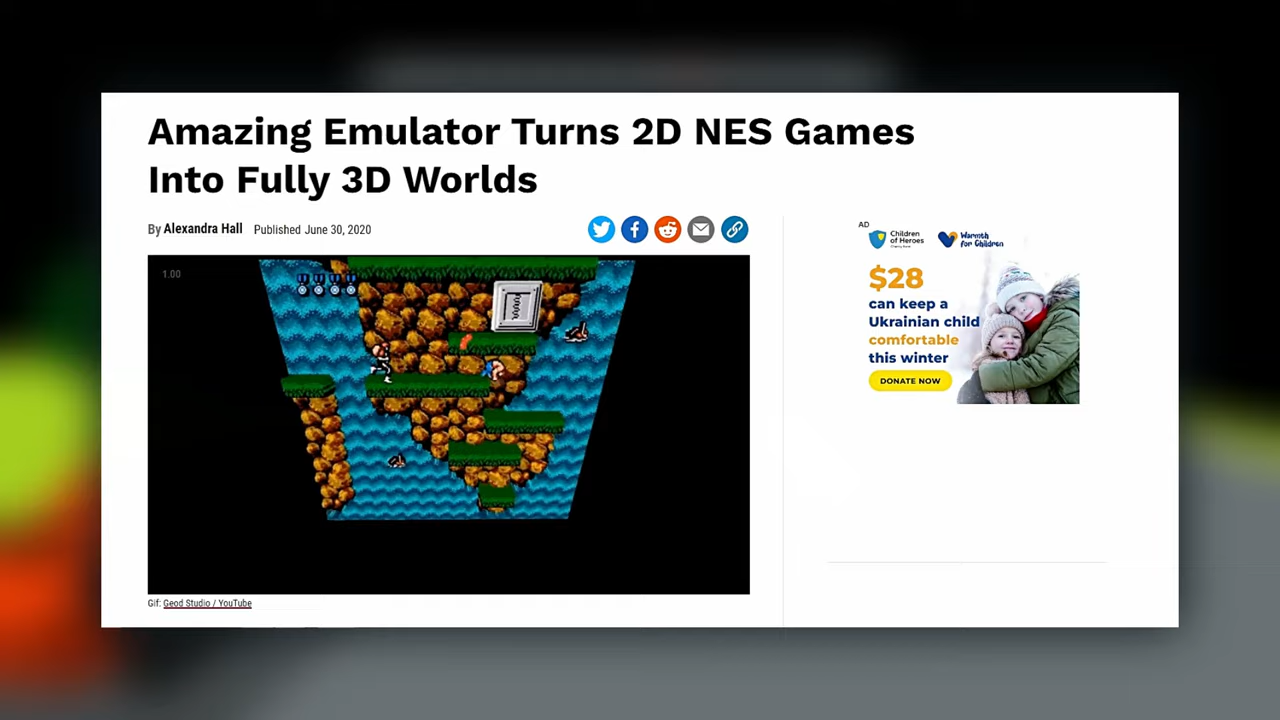 Amazing Emulator Turns 2D NES Games
Into Fully 3D Worlds
By Alexandra Hall Published June 30, 2020
1.00
Gif: Geod Studio / YouTube
AD
Children
of Heroes
Warmth
for Children
$28
can keep a
Ukrainian child
comfortable
this winter
DONATE NOW